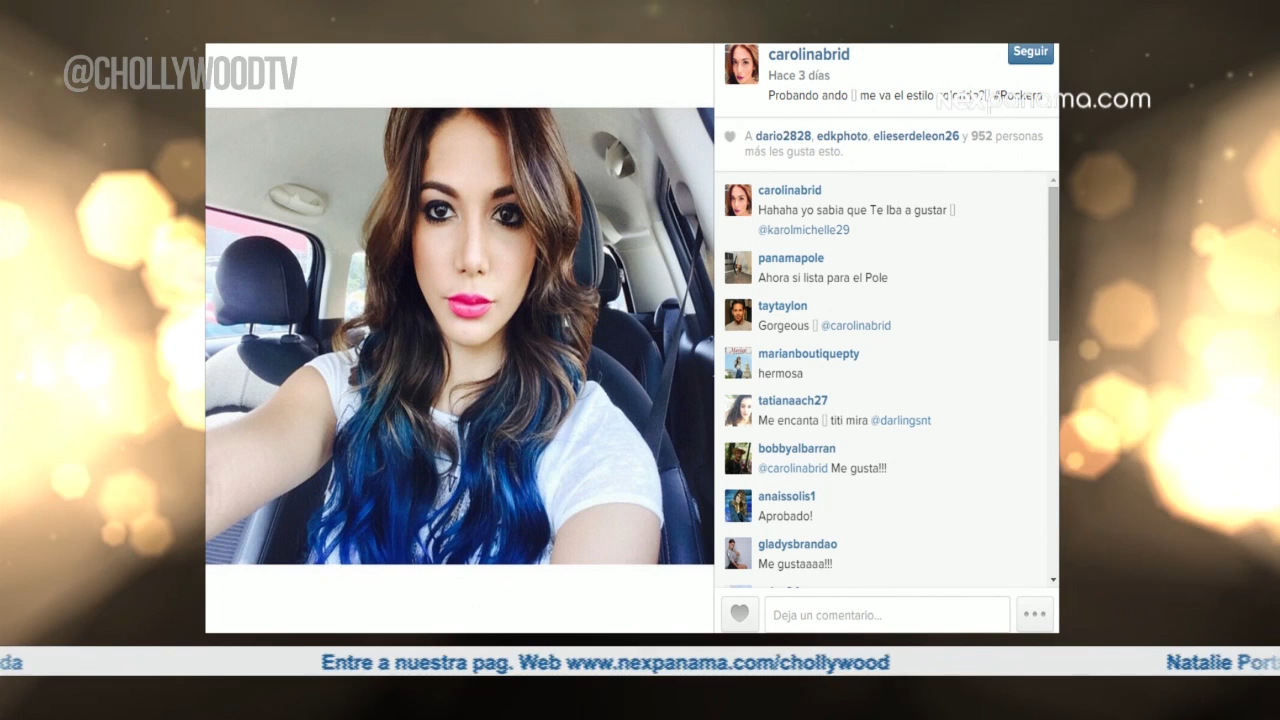 @CHOLLYWOODTV
carolinabrid
Seguir
Hace 3 días
Probando ando me va el estilo #Rockera
nexpanama.com
A dario2828, edkphoto, elieserdeleon26 y 952 personas
más les gusta esto.
carolinabrid
Hahaha yo sabia que Te Iba a gustar
@karolmichelle29
panamapole
Ahora si lista para el Pole
taytaylon
Gorgeous @carolinabrid
marianboutiquepty
hermosa
tatianaach27
Me encanta titi mira @darlingsnt
bobbyalbarran
@carolinabrid Me gusta!!!
anaissolis1
Aprobado!
gladysbrandao
Me gustaaaa!!!
Deja un comentario...
da
Entre a nuestra pag. Web www.nexpanama.com/chollywood
Natalie Port